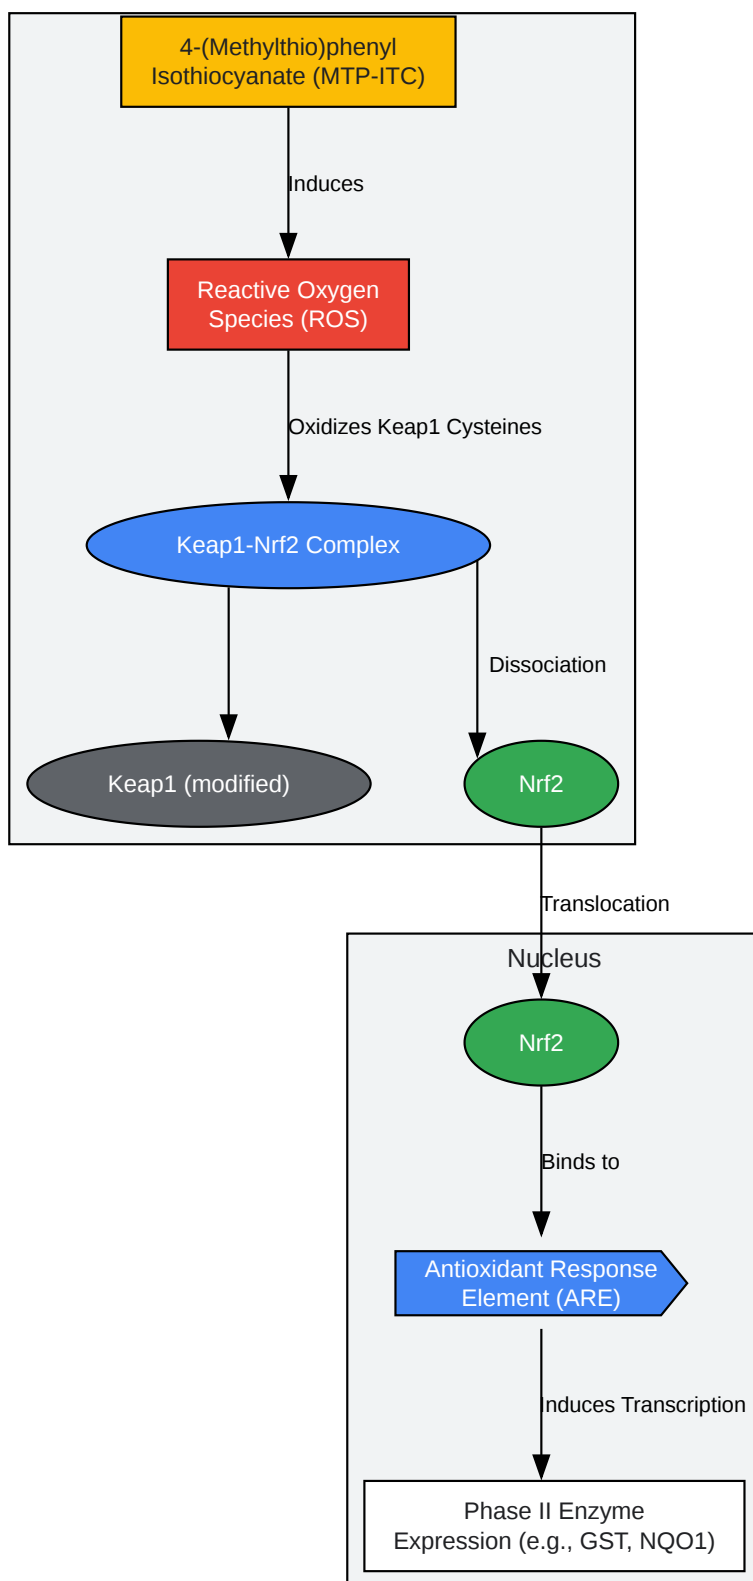 4-(Methylthio)phenyl
Isothiocyanate (MTP-ITC)
Induces
Reactive Oxygen
Species (ROS)
Oxidizes Keap1 Cysteines
Keap1-Nrf2 Complex
Dissociation
Keap1 (modified)
Nrf2
Translocation
Nucleus
Nrf2
Binds to
Antioxidant Response
Element (ARE)
Induces Transcription
Phase II Enzyme
Expression (e.g., GST, NQO1)